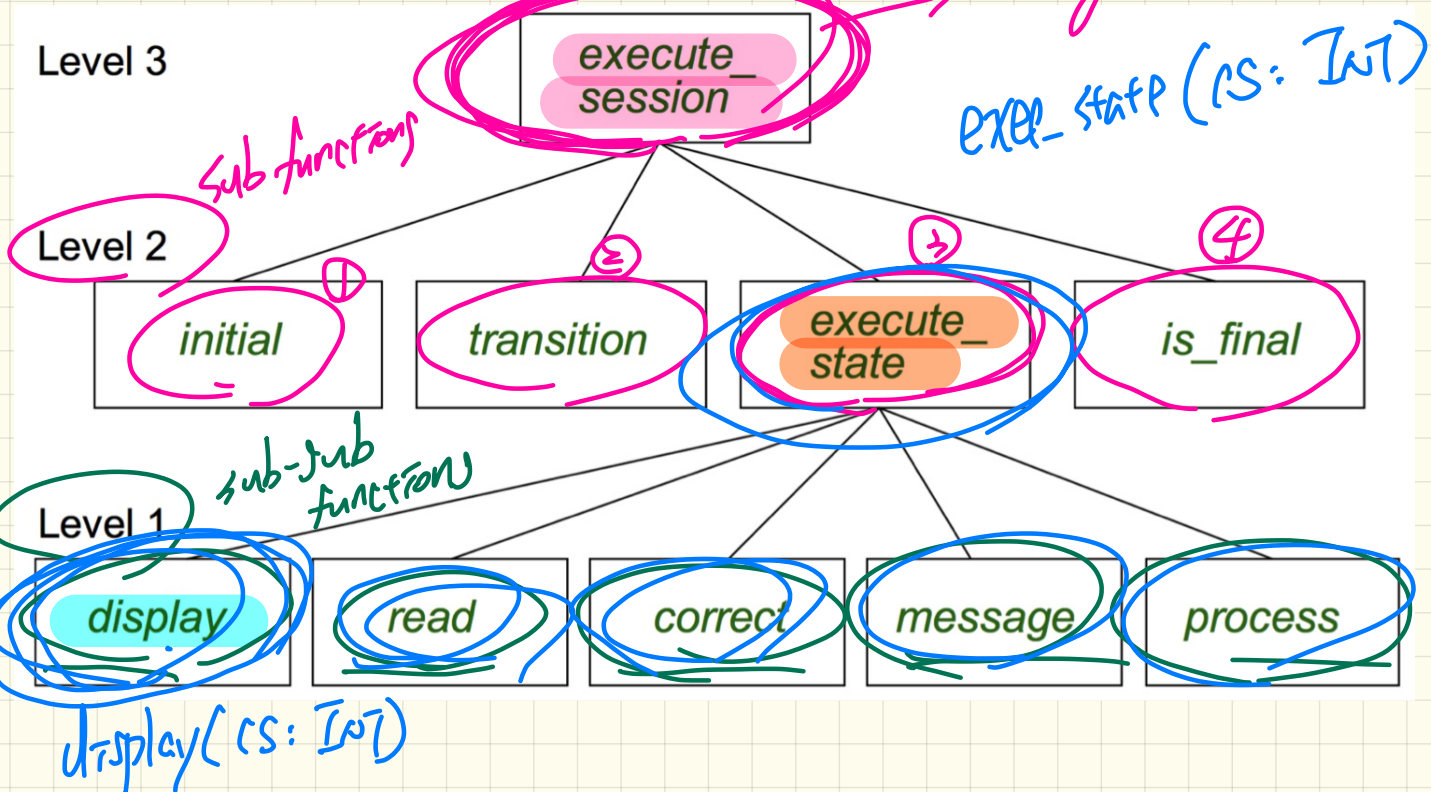 Level 3
execute_
session
exec_state (CS: INT)
sub functions
Level 2
①
②
③
④
initial
transition
execute_
state
is_final
sub-sub
function
Level 1
display
read
correct
message
process
display (CS: INT)